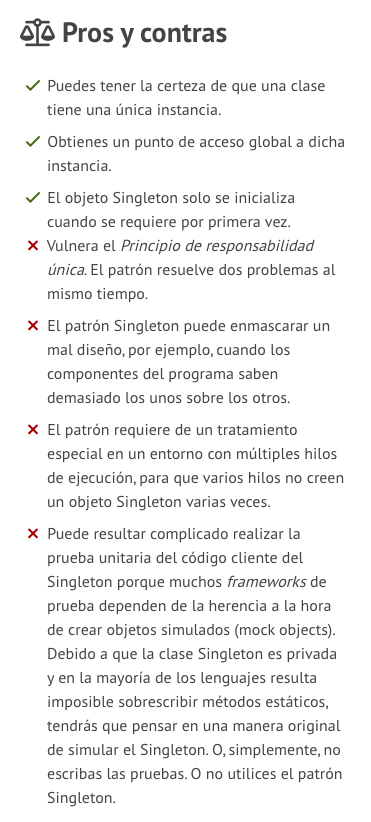 Pros y contras
Puedes tener la certeza de que una clase
tiene una única instancia.
Obtienes un punto de acceso global a dicha
instancia.
El objeto Singleton solo se inicializa
cuando se requiere por primera vez.
Vulnera el Principio de responsabilidad
única. El patrón resuelve dos problemas al
mismo tiempo.
El patrón Singleton puede enmascarar un
mal diseño, por ejemplo, cuando los
componentes del programa saben
demasiado los unos sobre los otros.
El patrón requiere de un tratamiento
especial en un entorno con múltiples hilos
de ejecución, para que varios hilos no creen
un objeto Singleton varias veces.
Puede resultar complicado realizar la
prueba unitaria del código cliente del
Singleton porque muchos frameworks de
prueba dependen de la herencia a la hora
de crear objetos simulados (mock objects).
Debido a que la clase Singleton es privada
y en la mayoría de los lenguajes resulta
imposible sobrescribir métodos estáticos,
tendrás que pensar en una manera original
de simular el Singleton. O, simplemente, no
escribas las pruebas. O no utilices el patrón
Singleton.